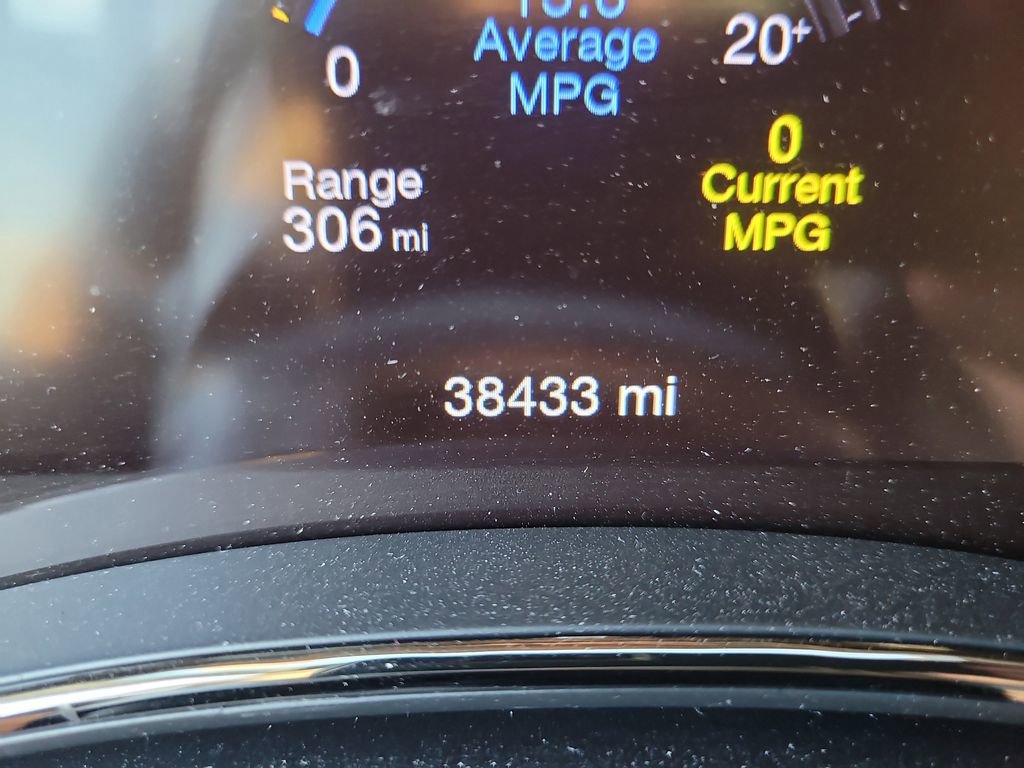 0
Average
MPG
20+
0
Current
MPG
Range
306 mi
38433 mi